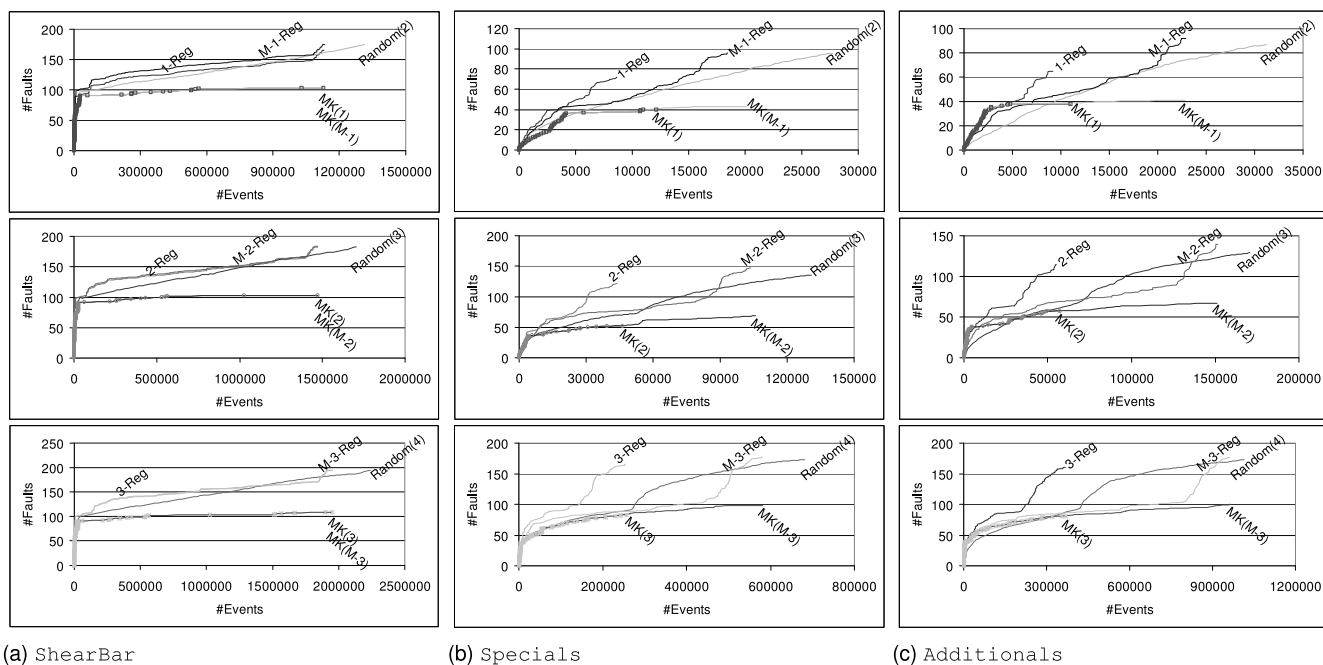 200
150
100
50
0
0 300000 600000 900000 1200000 1500000
#Faults
#Events
1-Reg
M-1-Reg
Random(2)
MK(1)
MK(M-1)
120
100
80
60
40
20
0
0 5000 10000 15000 20000 25000 30000
#Faults
#Events
1-Reg
M-1-Reg
Random(2)
MK(1)
MK(M-1)
100
80
60
40
20
0
0 5000 10000 15000 20000 25000 30000 35000
#Faults
#Events
1-Reg
M-1-Reg
Random(2)
MK(1)
MK(M-1)
200
150
100
50
0
0 500000 1000000 1500000 2000000
#Faults
#Events
2-Reg
M-2-Reg
Random(3)
MK(2)
MK(M-2)
200
150
100
50
0
0 30000 60000 90000 120000 150000
#Faults
#Events
2-Reg
M-2-Reg
Random(3)
MK(2)
MK(M-2)
150
100
50
0
0 50000 100000 150000 200000
#Faults
#Events
2-Reg
M-2-Reg
Random(3)
MK(2)
MK(M-2)
250
200
150
100
50
0
0 500000 1000000 1500000 2000000 2500000
#Faults
#Events
3-Reg
M-3-Reg
Random(4)
MK(3)
MK(M-3)
200
150
100
50
0
0 200000 400000 600000 800000
#Faults
#Events
3-Reg
M-3-Reg
Random(4)
MK(3)
MK(M-3)
200
150
100
50
0
0 300000 600000 900000 1200000
#Faults
#Events
3-Reg
M-3-Reg
Random(4)
MK(3)
MK(M-3)
(a) ShearBar
(b) Specials
(c) Additionals